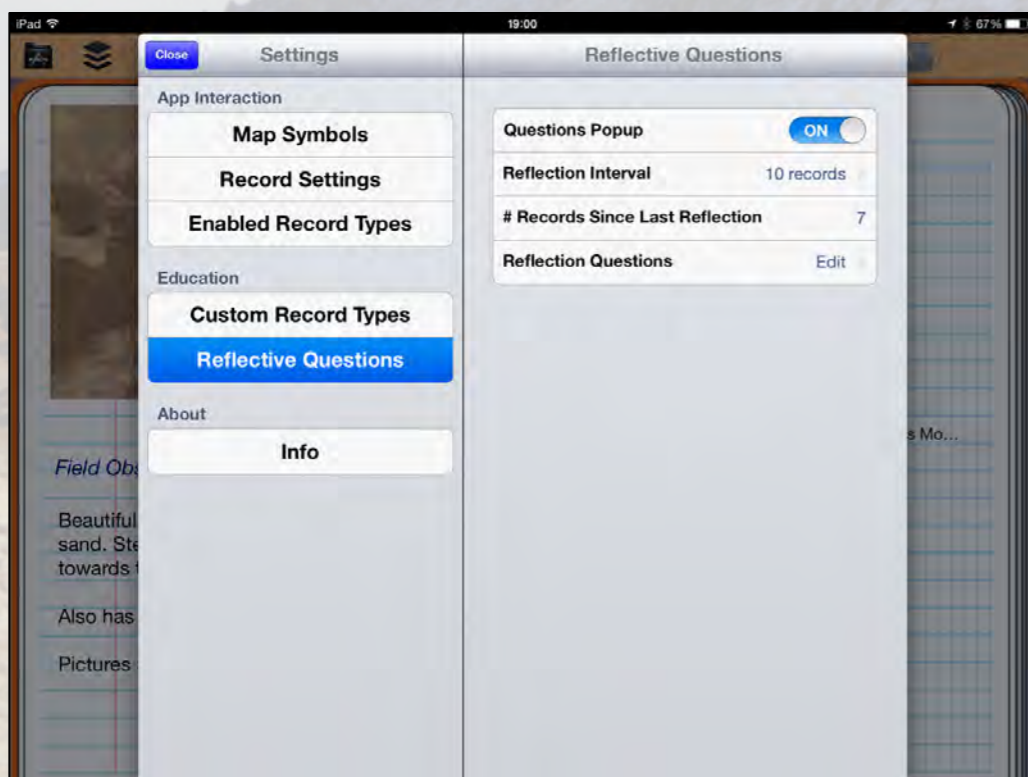 iPad 19:00 67%
Close Settings Reflective Questions
App Interaction
Map Symbols
Record Settings
Enabled Record Types
Education
Custom Record Types
Reflective Questions
About
Info
Questions Popup ON
Reflection Interval 10 records
# Records Since Last Reflection 7
Reflection Questions Edit
s Mo...
Field Obs
Beautiful
sand. Ste
towards t
Also has
Pictures